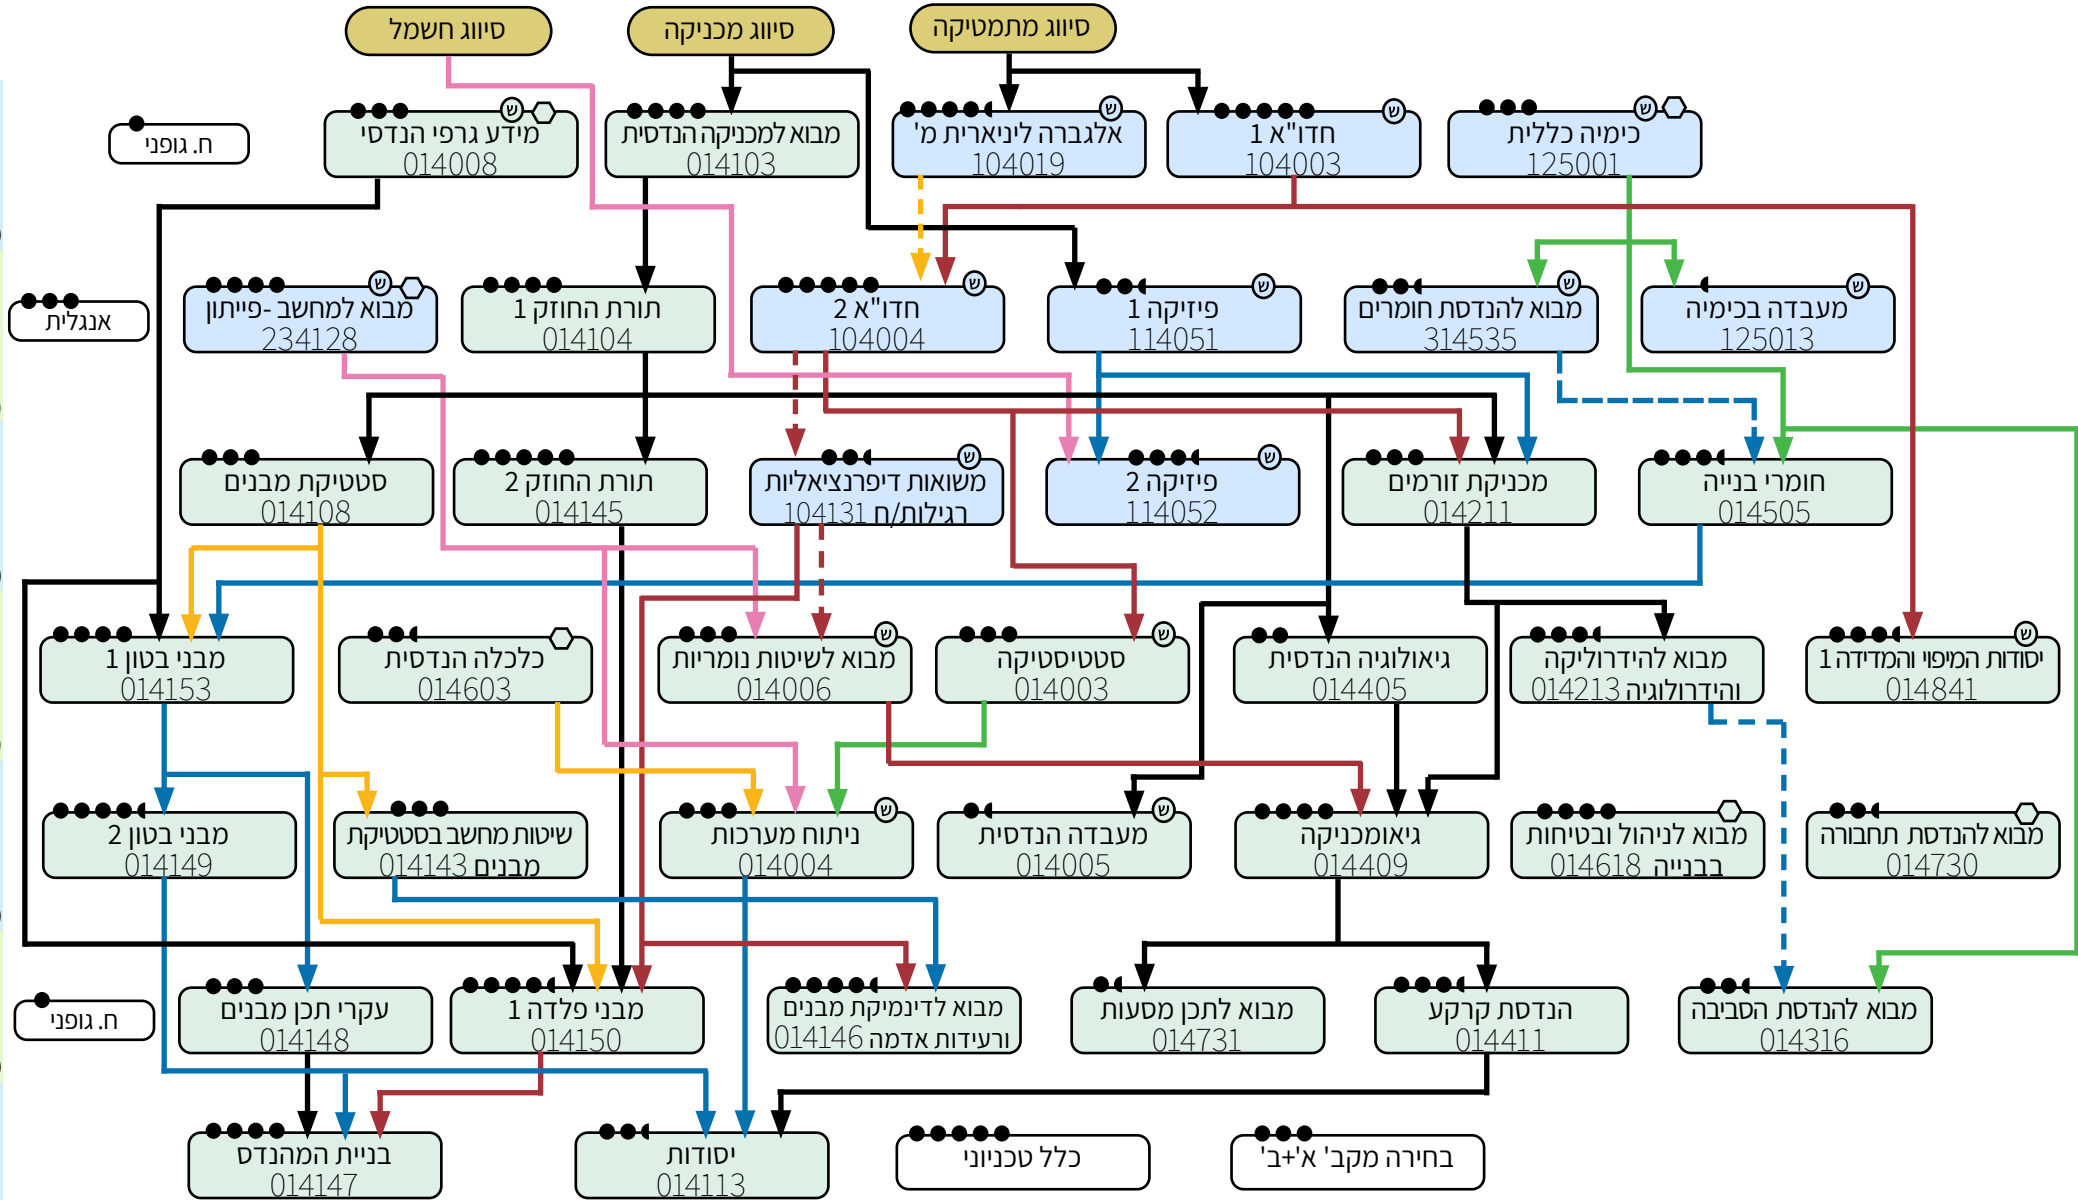 סיווג מתמטיקה
סיווג מכניקה
סיווג חשמל
כימיה כללית
125001
ש
חדו"א 1
104003
ש
אלגברה ליניארית מ'
104019
ש
מבוא למכניקה הנדסית
014103
מידע גרפי הנדסי
014008
ש
ח. גופני
מעבדה בכימיה
125013
ש
מבוא להנדסת חומרים
314535
ש
פיזיקה 1
114051
ש
חדו"א 2
104004
ש
תורת החוזק 1
014104
מבוא למחשב -פייתון
234128
ש
אנגלית
חומרי בנייה
014505
מכניקת זורמים
014211
פיזיקה 2
114052
ש
משואות דיפרנציאליות
רגילות/ח 104131
ש
תורת החוזק 2
014145
סטטיקת מבנים
014108
יסודות המיפוי והמדידה 1
014841
ש
מבוא להידרוליקה
והידרולוגיה 014213
גיאולוגיה הנדסית
014405
סטטיסטיקה
014003
ש
מבוא לשיטות נומריות
014006
ש
כלכלה הנדסית
014603
מבני בטון 1
014153
מבוא להנדסת תחבורה
014730
מבוא לניהול ובטיחות
בבנייה 014618
גיאומכניקה
014409
מעבדה הנדסית
014005
ש
ניתוח מערכות
014004
ש
שיטות מחשב בסטטיקת
מבנים 014143
מבני בטון 2
014149
מבוא להנדסת הסביבה
014316
הנדסת קרקע
014411
מבוא לתכן מסעות
014731
מבוא לדינמיקת מבנים
ורעידות אדמה 014146
מבני פלדה 1
014150
עקרי תכן מבנים
014148
ח. גופני
בחירה מקב' א'+ב'
כלל טכניוני
יסודות
014113
בניית המהנדס
014147